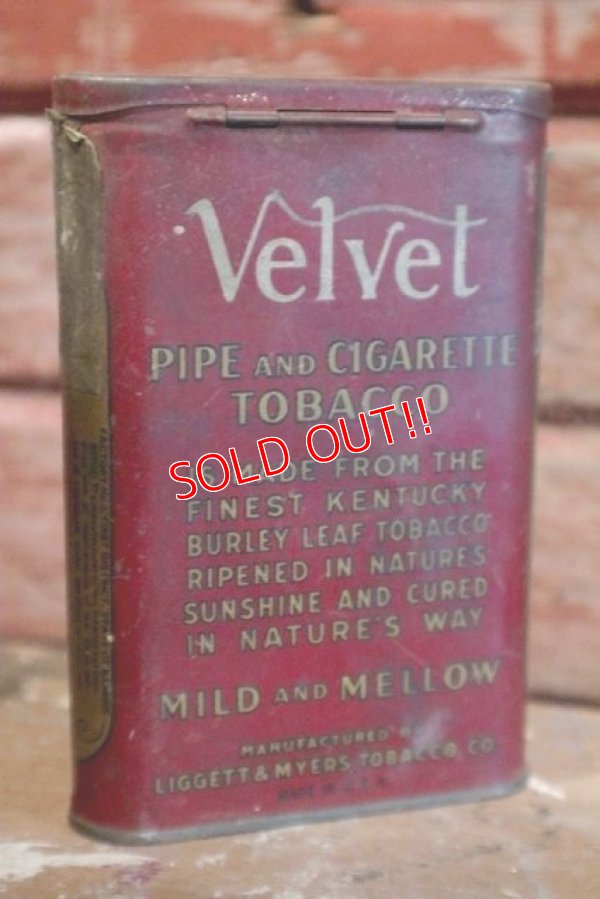 Velvet
PIPE AND CIGARETTE
TOBACCO
SOLD OUT!!
IS MADE FROM THE
FINEST KENTUCKY
BURLEY LEAF TOBACCO
RIPENED IN NATURES
SUNSHINE AND CURED
IN NATURE'S WAY
MILD AND MELLOW
MANUFACTURED
LIGGETT & MYERS TOBACCO CO.
MADE IN U.S.A.